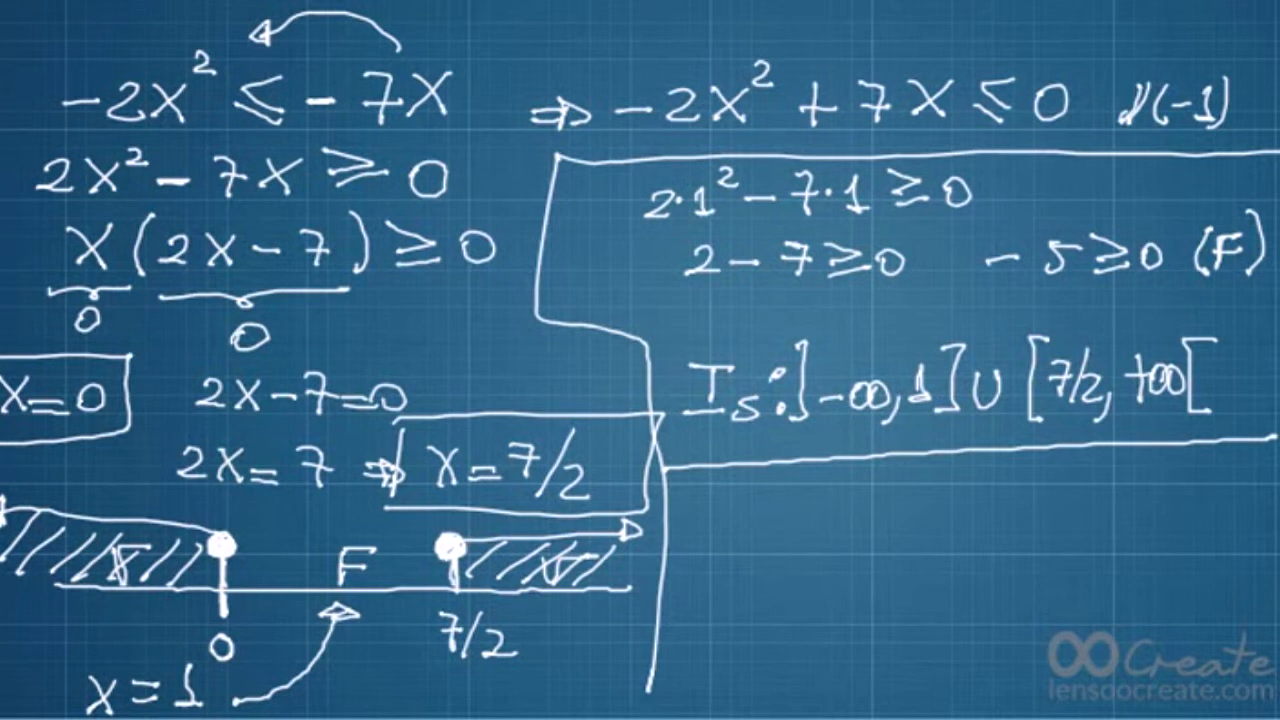 -2x² ≤ -7x ⇒ -2x² + 7x ≤ 0 //(-1)
2x² - 7x ≥ 0
x(2x - 7) ≥ 0
0 0
x=0
2x-7=0
2x=7 ⇒ x=7/2
F
0 7/2
x=1
2·1² - 7·1 ≥ 0
2-7≥0 -5≥0 (F)
Is:]-∞,1]∪[7/2,+∞[
∞Create
lensoocreate.com